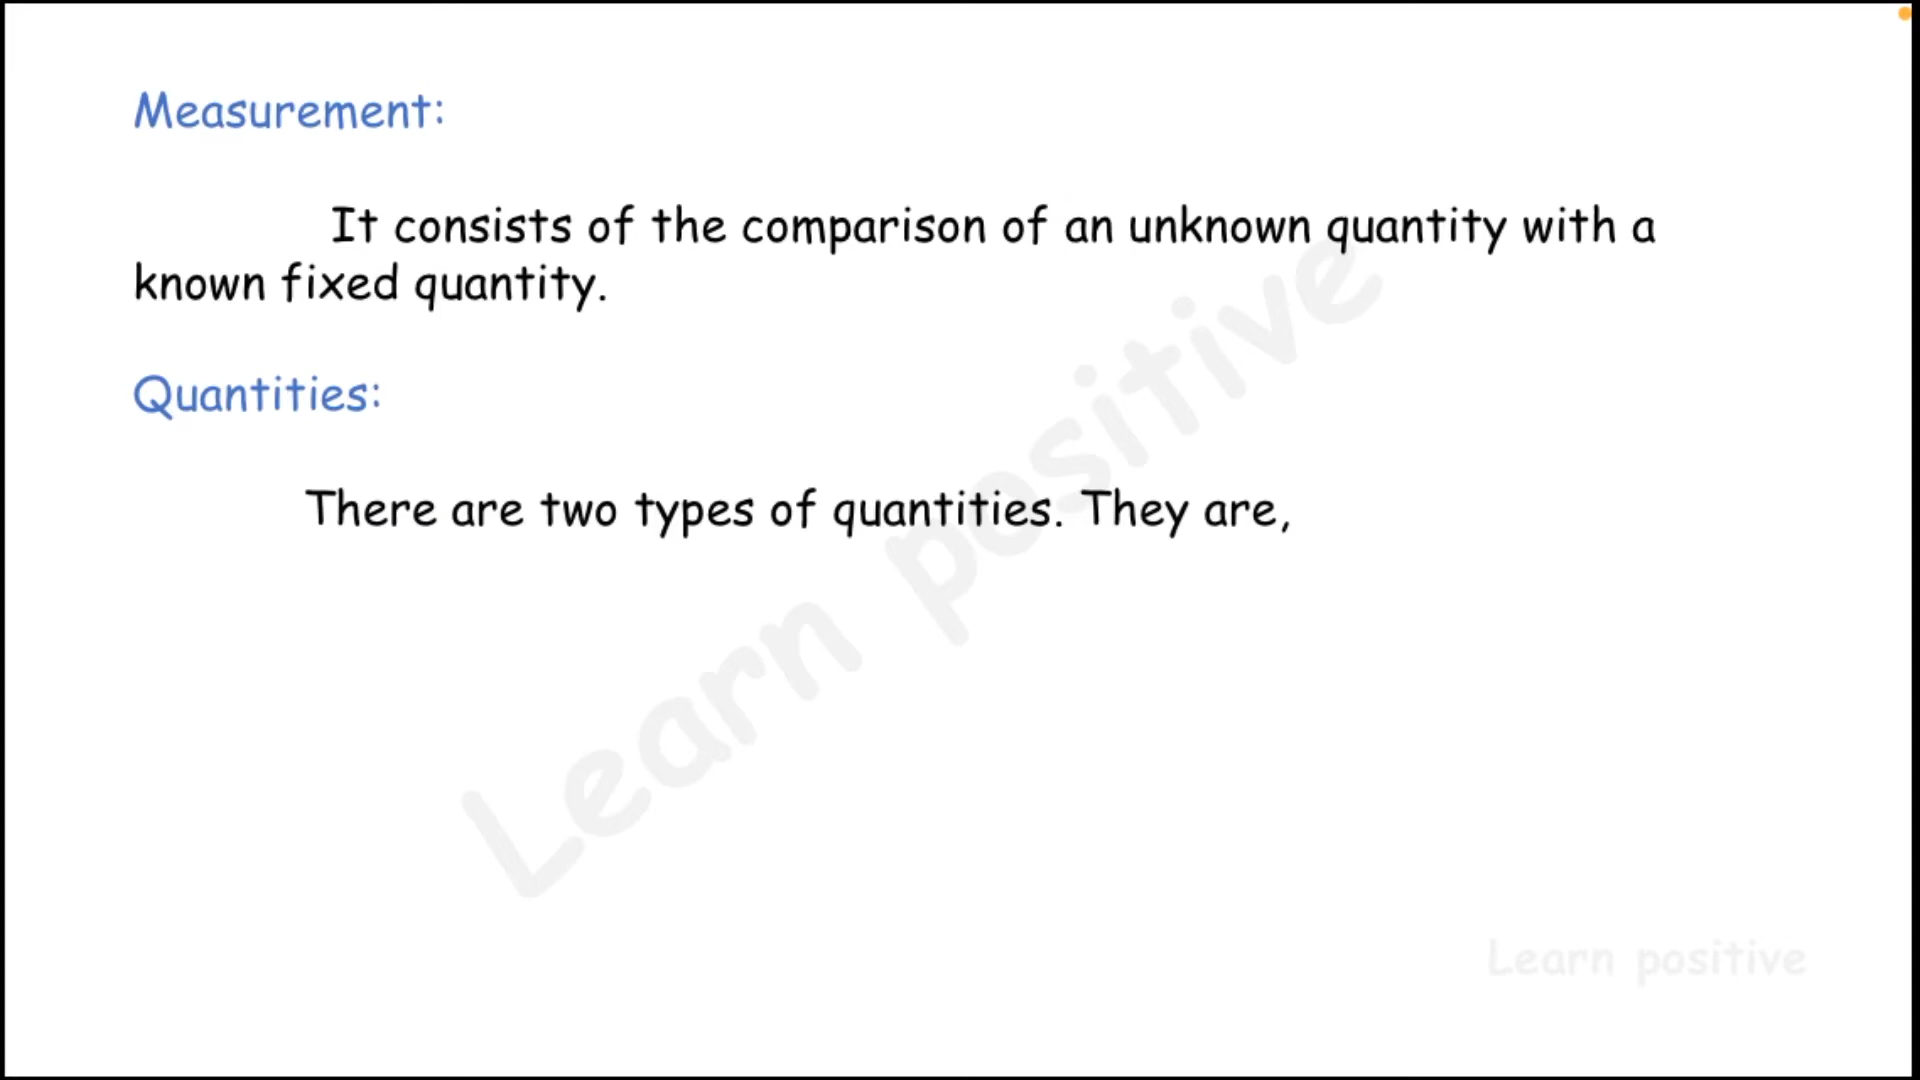 Measurement:
It consists of the comparison of an unknown quantity with a
known fixed quantity.
Quantities:
There are two types of quantities. They are,
Learn positive
Learn positive